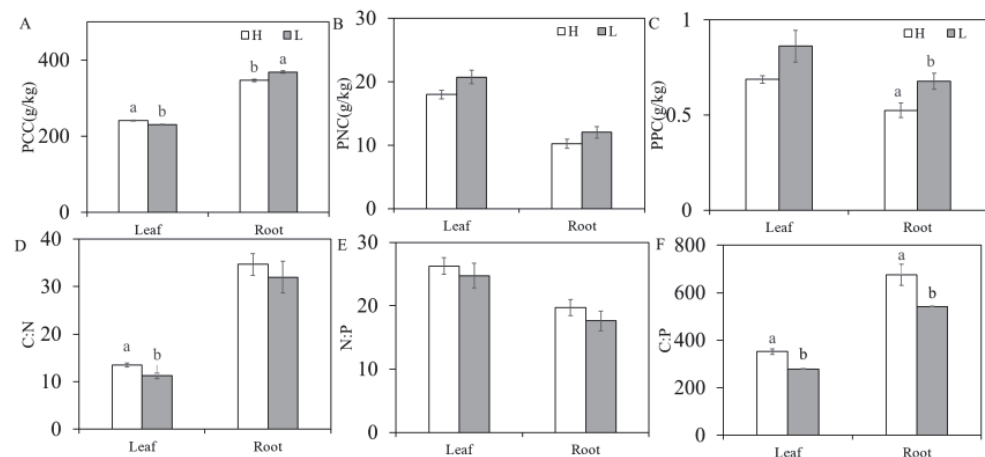 A
H L
PCC(g/kg)
400
200
0
a b
b a
Leaf Root
B
H L
PNC(g/kg)
30
20
10
0
Leaf Root
C
H L
PPC(g/kg)
1
0.5
0
a b
Leaf Root
D
C:N
40
30
20
10
0
a b
Leaf Root
E
N:P
30
20
10
0
Leaf Root
F
C:P
800
600
400
200
0
a b
a b
Leaf Root